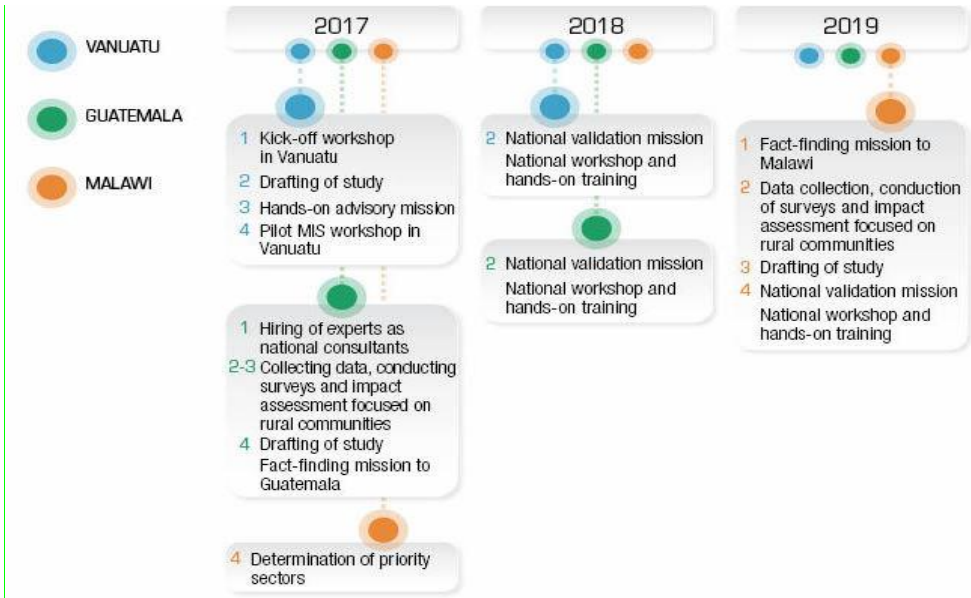 VANUATU
GUATEMALA
MALAWI
2017
1 Kick-off workshop
in Vanuatu
2 Drafting of study
3 Hands-on advisory mission
4 Pilot MIS workshop in
Vanuatu
1 Hiring of experts as
national consultants
2-3 Collecting data, conducting
surveys and impact
assessment focused on
rural communities
4 Drafting of study
Fact-finding mission to
Guatemala
4 Determination of priority
sectors
2018
2 National validation mission
National workshop and
hands-on training
2 National validation mission
National workshop and
hands-on training
2019
1 Fact-finding mission to
Malawi
2 Data collection, conduction
of surveys and impact
assessment focused on
rural communities
3 Drafting of study
4 National validation mission
National workshop and
hands-on training